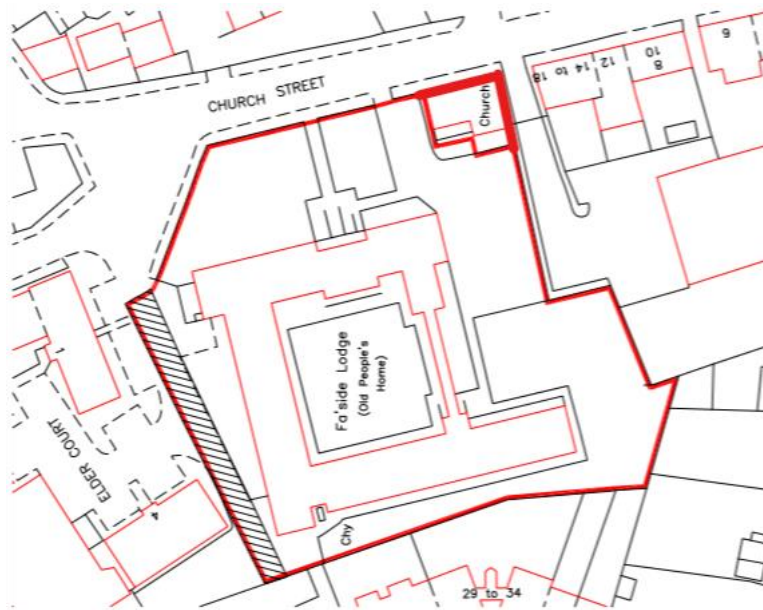 CHURCH STREET
Church
14 to 18
12
10
8
6
Fa'side Lodge
(Old People's
Home)
ELDER COURT
4
Chy
29 to 34